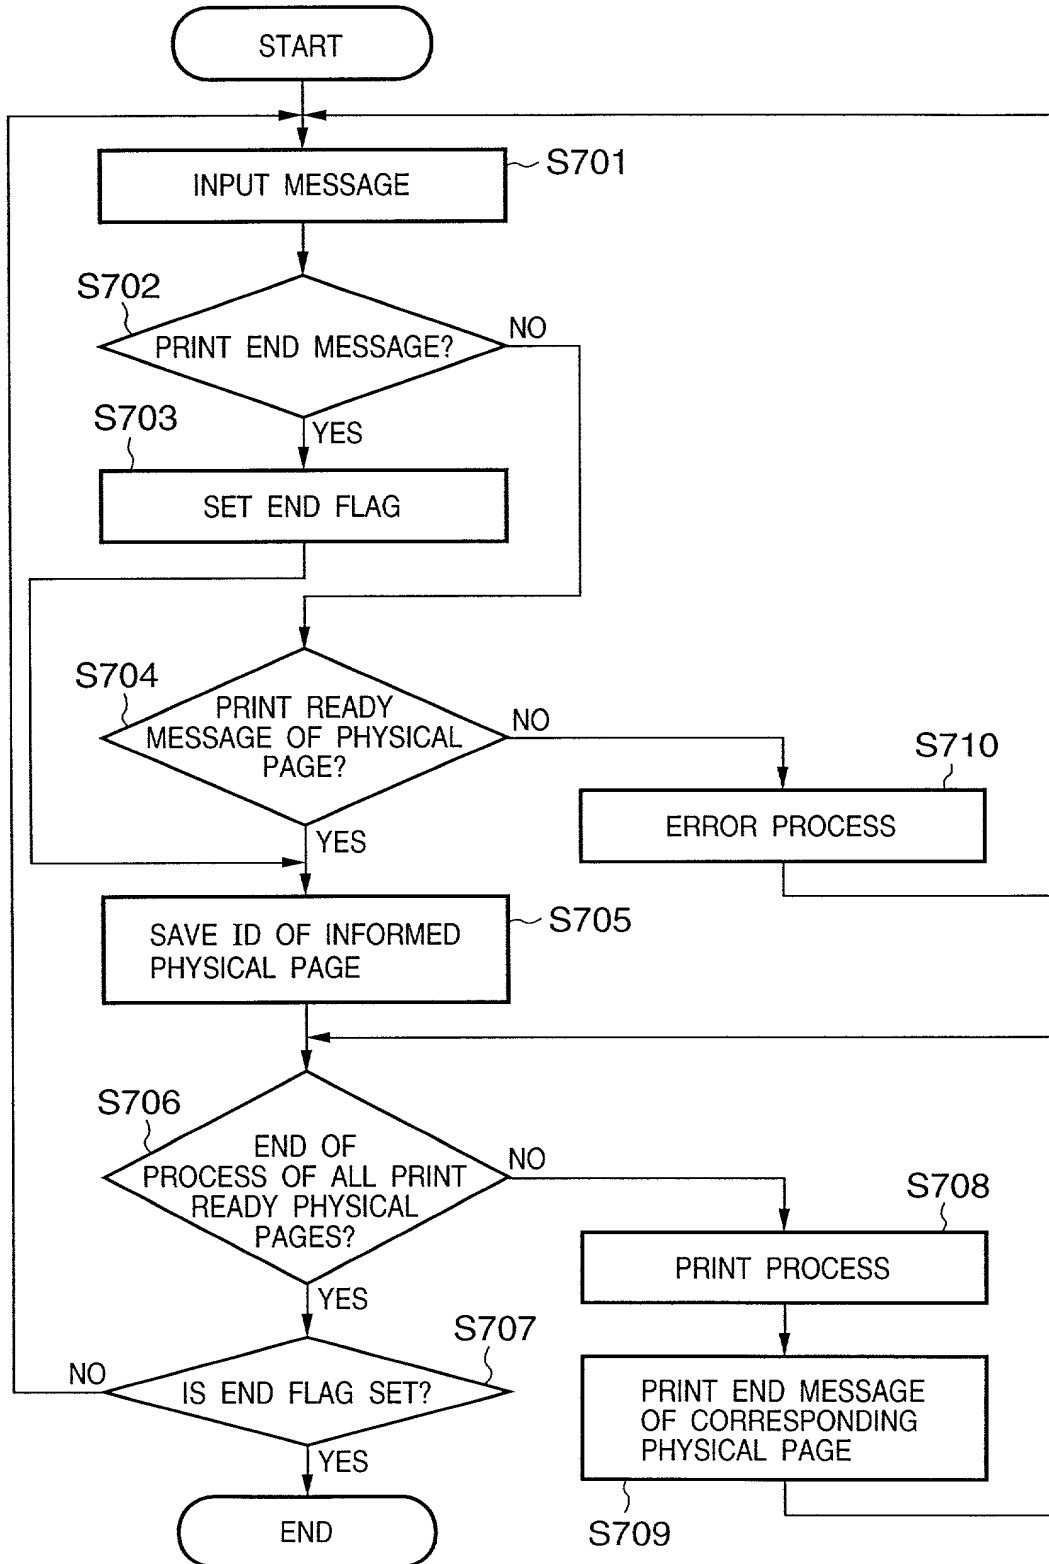 START
S701
INPUT MESSAGE
S702
PRINT END MESSAGE?
NO
YES
S703
SET END FLAG
S704
PRINT READY
MESSAGE OF PHYSICAL
PAGE?
NO
YES
S710
ERROR PROCESS
S705
SAVE ID OF INFORMED
PHYSICAL PAGE
S706
END OF
PROCESS OF ALL PRINT
READY PHYSICAL
PAGES?
NO
YES
S708
PRINT PROCESS
S707
IS END FLAG SET?
NO
YES
PRINT END MESSAGE
OF CORRESPONDING
PHYSICAL PAGE
S709
END